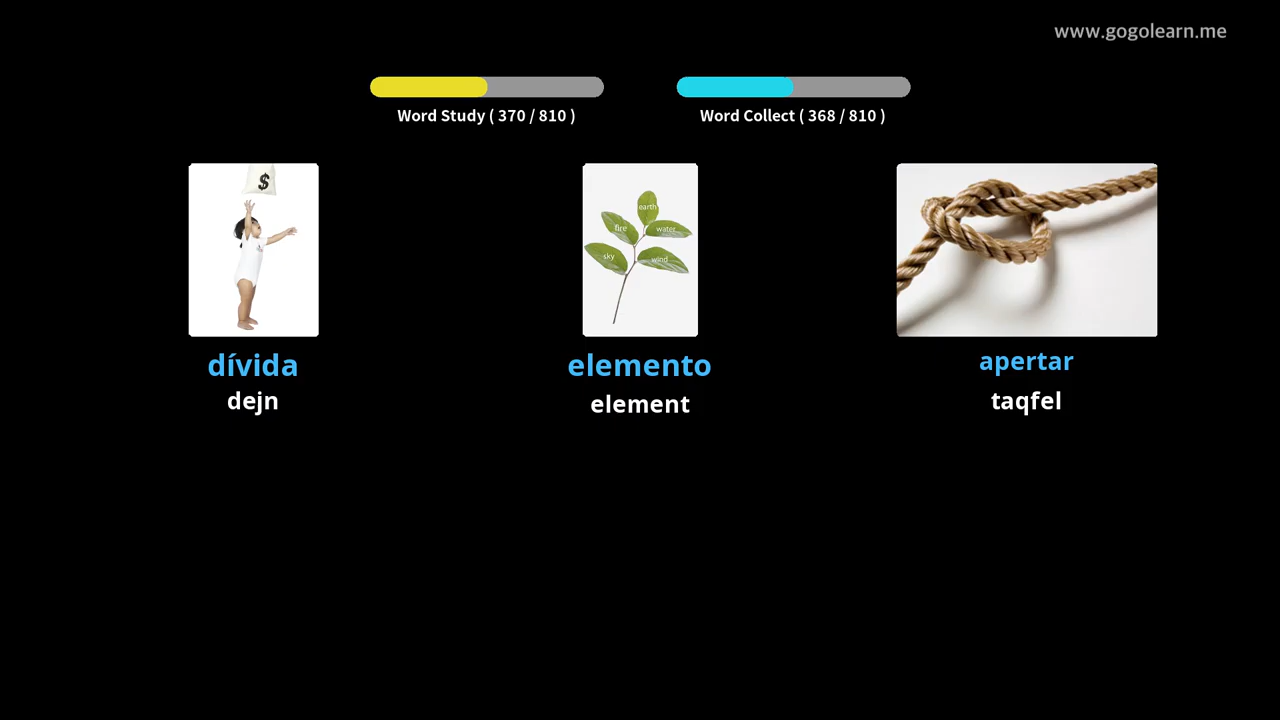 www.gogolearn.me
Word Study ( 370 / 810 )
Word Collect ( 368 / 810 )
$
earth
fire
water
sky
wind
dívida
elemento
apertar
dejn
element
taqfel